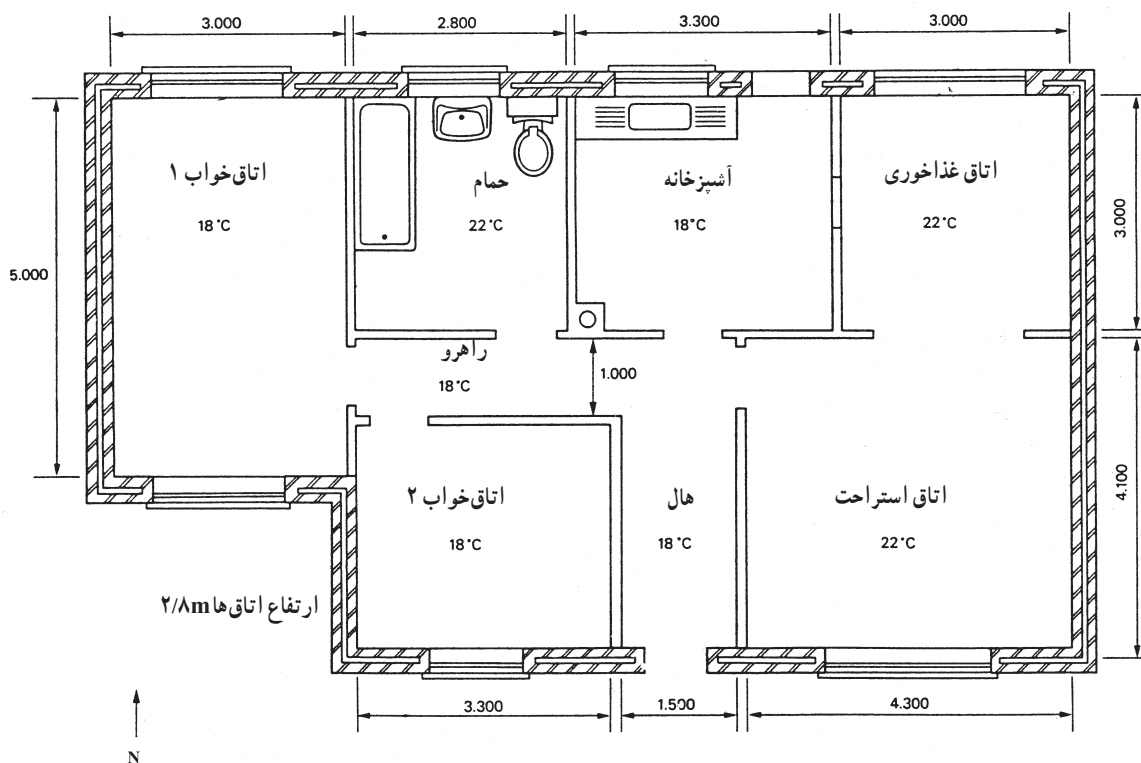 3.000
2.800
3.300
3.000
اتاق‌خواب ۱
18°C
حمام
22°C
آشپزخانه
18°C
اتاق غذاخوری
22°C
5.000
3.000
راهرو
18°C
1.000
4.100
اتاق‌خواب ۲
18°C
هال
18°C
اتاق استراحت
22°C
ارتفاع اتاق‌ها ۲/۸m
3.300
1.500
4.300
N